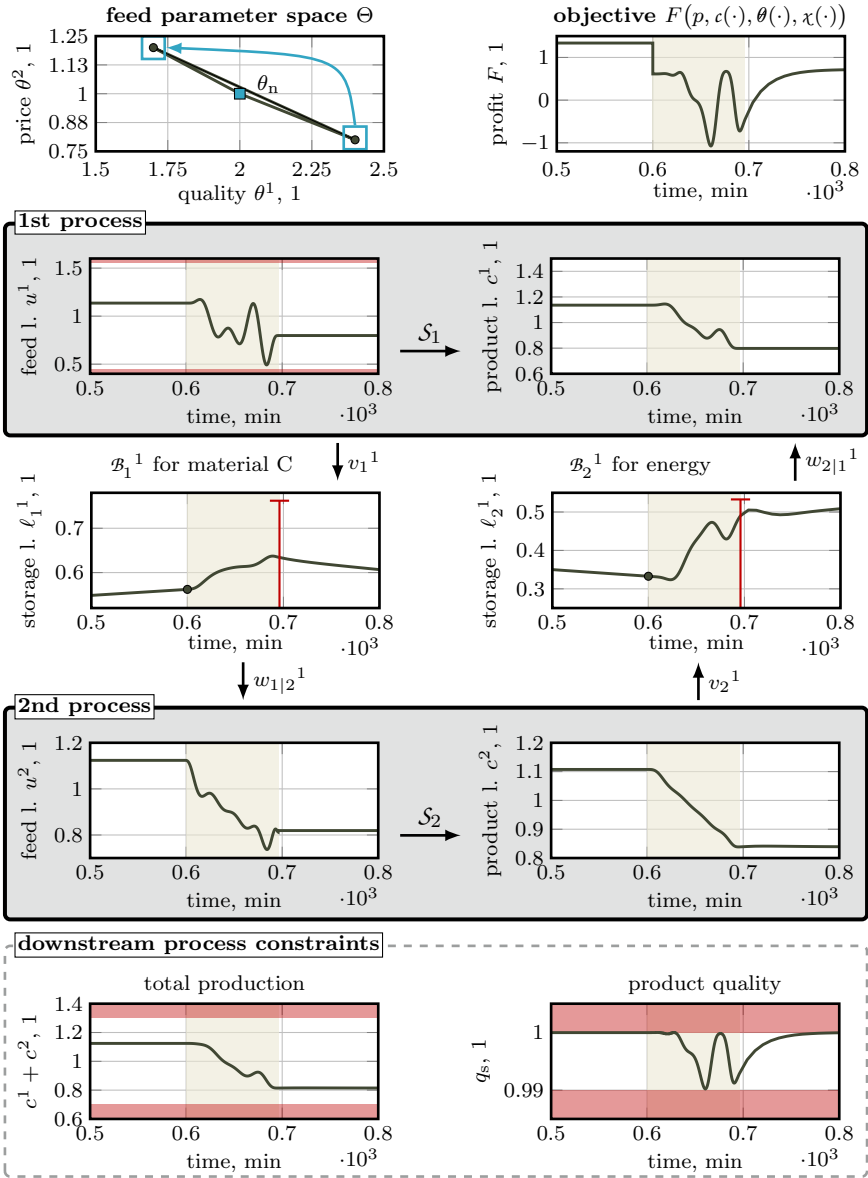 feed parameter space Θ
objective F(p, c(·), θ(·), χ(·))
price θ², 1
1.25
1.13
1
0.88
0.75
θₙ
1.5 1.75 2 2.25 2.5
quality θ¹, 1
profit F, 1
1
0
−1
0.5 0.6 0.7 0.8
time, min
·10³
1st process
feed l. u¹, 1
1.5
1
0.5
0.5 0.6 0.7 0.8
time, min
·10³
S₁
product l. c¹, 1
1.4
1.2
1
0.8
0.6
0.5 0.6 0.7 0.8
time, min
·10³
ℬ₁¹ for material C
v₁¹
ℬ₂¹ for energy
w₂|₁¹
storage l. ℓ₁¹, 1
0.7
0.6
0.5 0.6 0.7 0.8
time, min
·10³
storage l. ℓ₂¹, 1
0.5
0.4
0.3
0.5 0.6 0.7 0.8
time, min
·10³
w₁|₂¹
v₂¹
2nd process
feed l. u², 1
1.2
1
0.8
0.5 0.6 0.7 0.8
time, min
·10³
S₂
product l. c², 1
1.2
1.1
1
0.9
0.8
0.5 0.6 0.7 0.8
time, min
·10³
downstream process constraints
total production
c¹ + c², 1
1.4
1.2
1
0.8
0.6
0.5 0.6 0.7 0.8
time, min
·10³
product quality
qₛ, 1
1
0.99
0.5 0.6 0.7 0.8
time, min
·10³